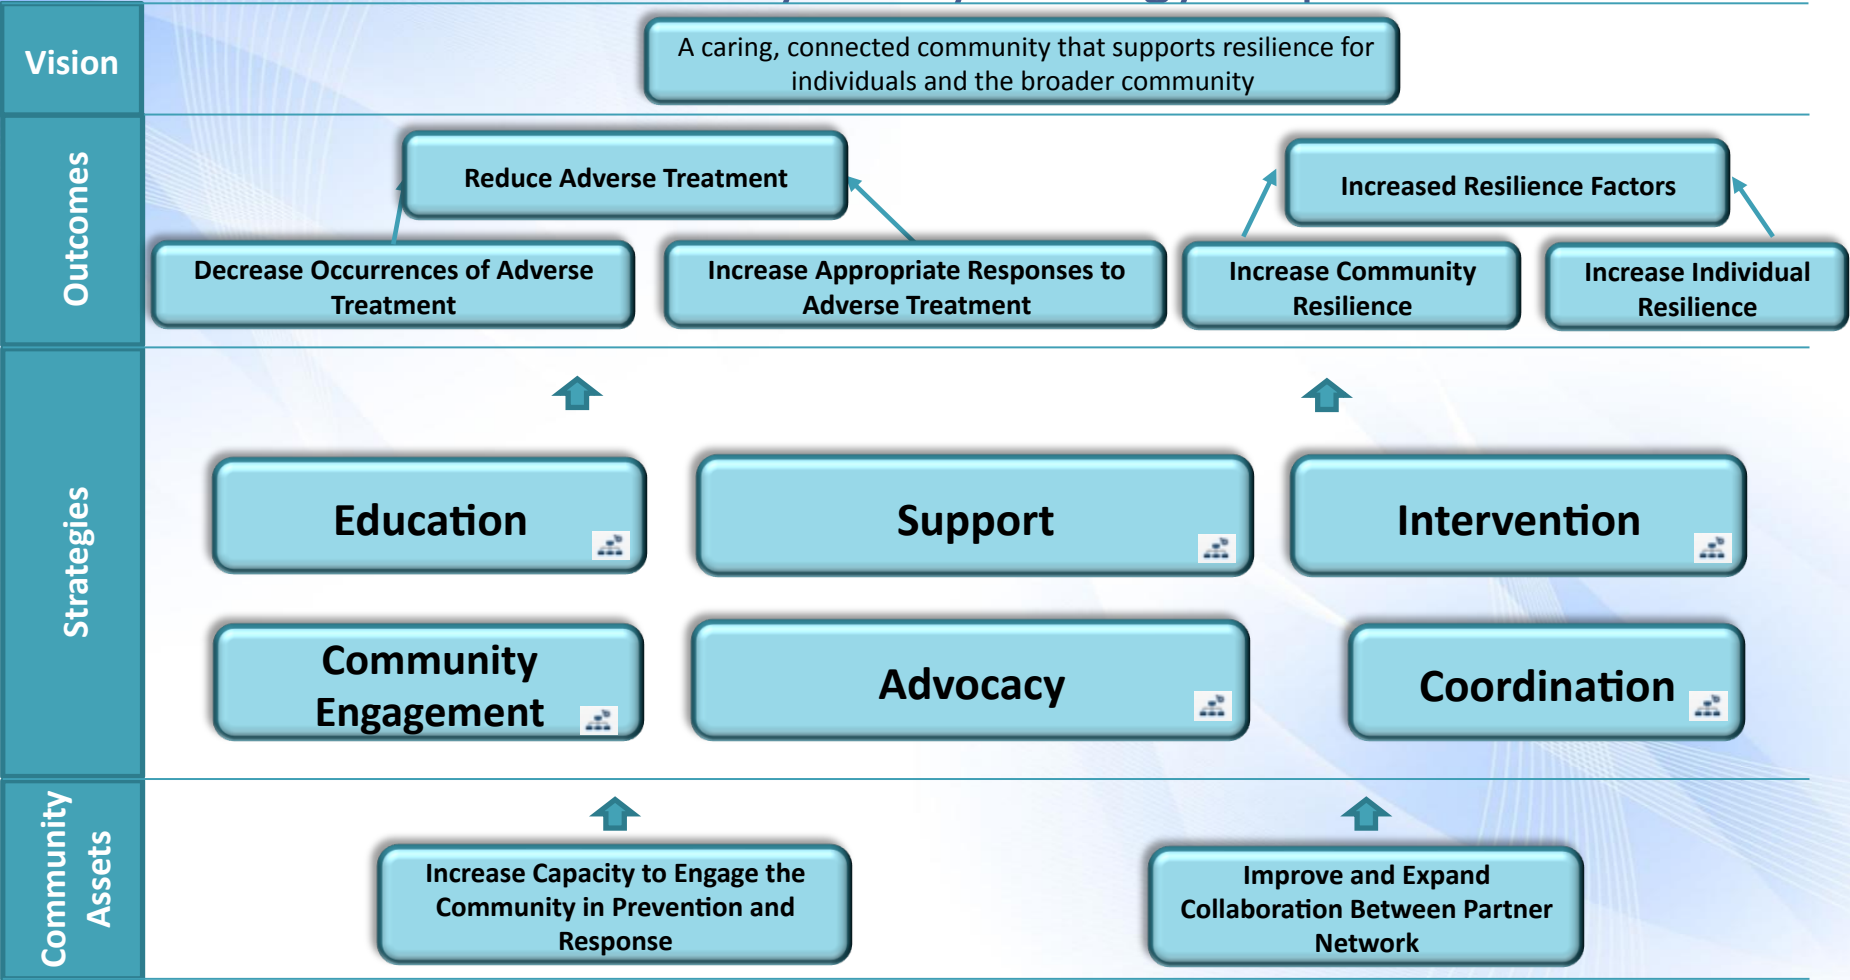 Vision
A caring, connected community that supports resilience for
individuals and the broader community
Outcomes
Reduce Adverse Treatment
Increased Resilience Factors
Decrease Occurrences of Adverse
Treatment
Increase Appropriate Responses to
Adverse Treatment
Increase Community
Resilience
Increase Individual
Resilience
Strategies
Education
Support
Intervention
Community
Engagement
Advocacy
Coordination
Community
Assets
Increase Capacity to Engage the
Community in Prevention and
Response
Improve and Expand
Collaboration Between Partner
Network